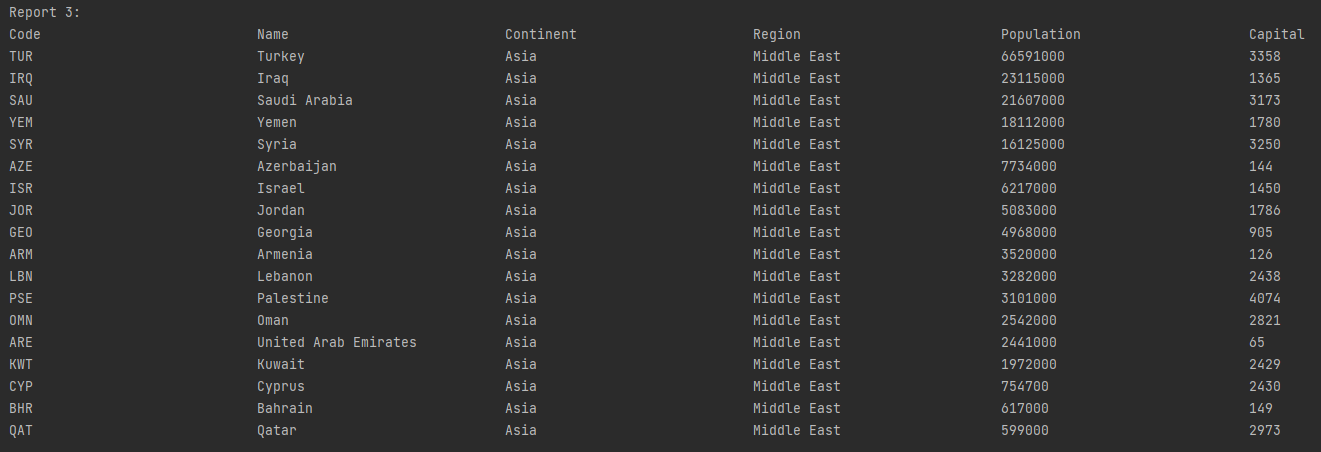 Report 3:
Code Name Continent Region Population Capital
TUR Turkey Asia Middle East 66591000 3358
IRQ Iraq Asia Middle East 23115000 1365
SAU Saudi Arabia Asia Middle East 21607000 3173
YEM Yemen Asia Middle East 18112000 1780
SYR Syria Asia Middle East 16125000 3250
AZE Azerbaijan Asia Middle East 7734000 144
ISR Israel Asia Middle East 6217000 1450
JOR Jordan Asia Middle East 5083000 1786
GEO Georgia Asia Middle East 4968000 905
ARM Armenia Asia Middle East 3520000 126
LBN Lebanon Asia Middle East 3282000 2438
PSE Palestine Asia Middle East 3101000 4074
OMN Oman Asia Middle East 2542000 2821
ARE United Arab Emirates Asia Middle East 2441000 65
KWT Kuwait Asia Middle East 1972000 2429
CYP Cyprus Asia Middle East 754700 2430
BHR Bahrain Asia Middle East 617000 149
QAT Qatar Asia Middle East 599000 2973